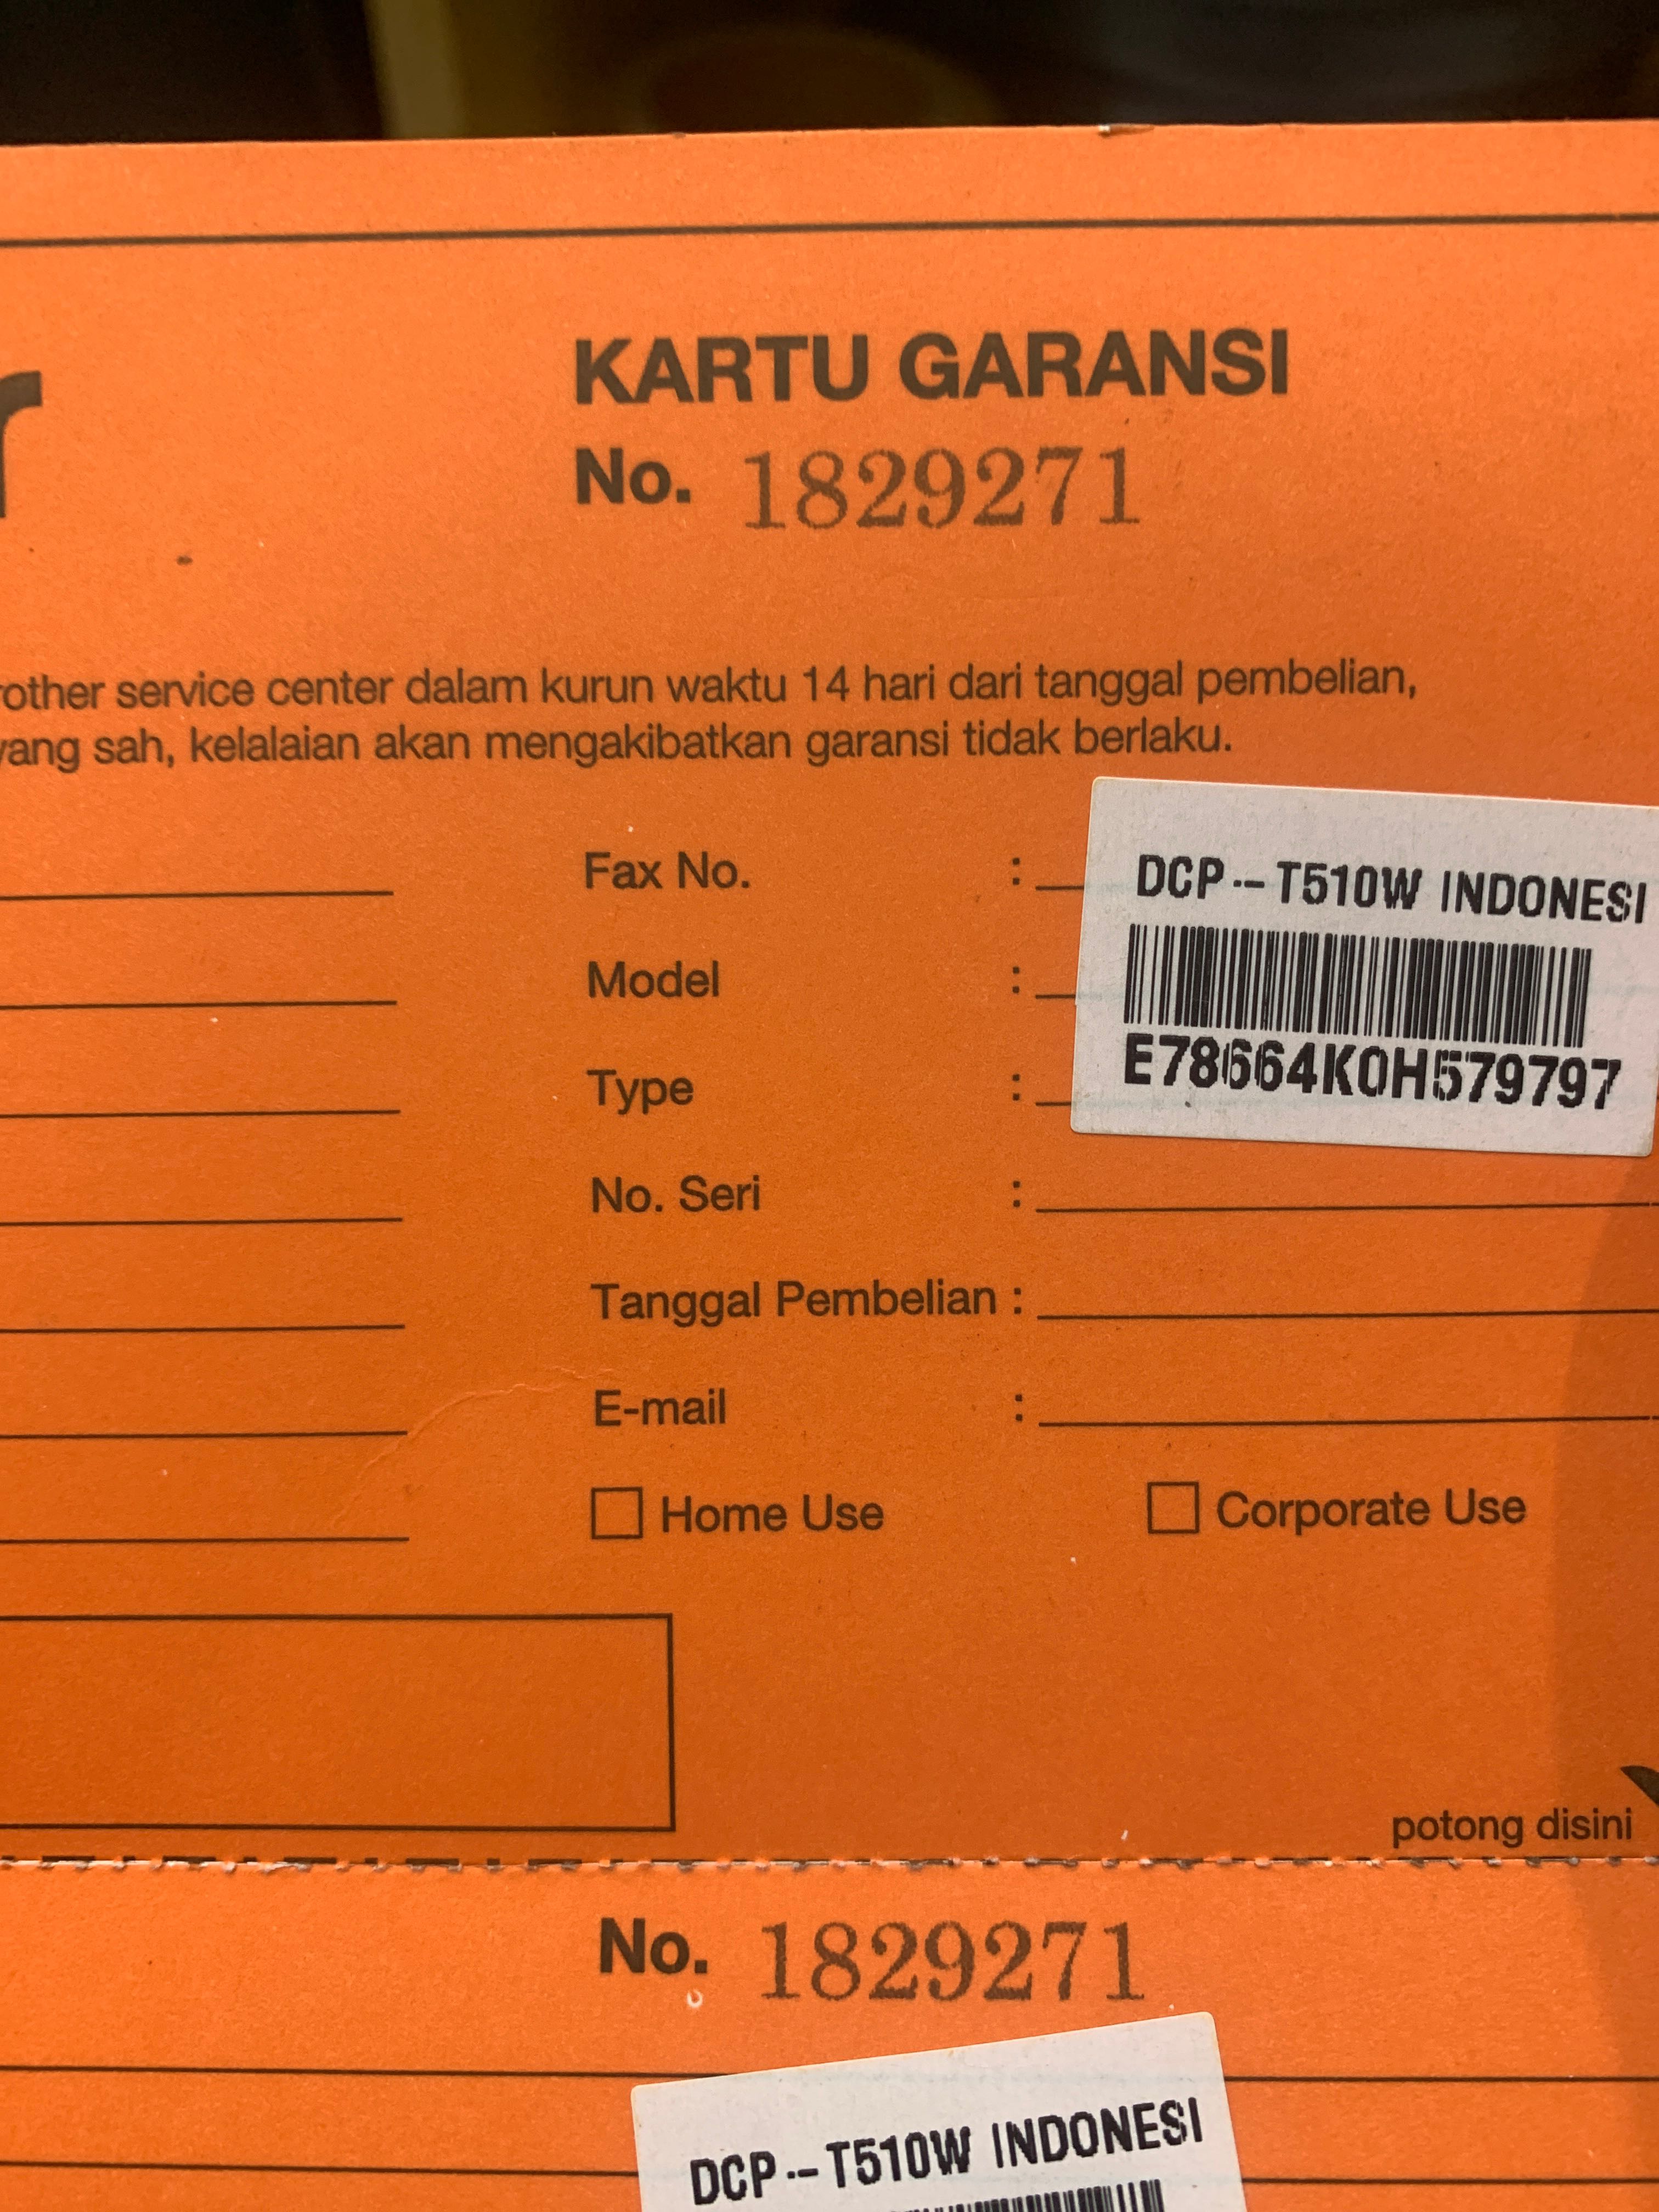 r
KARTU GARANSI
No. 1829271
other service center dalam kurun waktu 14 hari dari tanggal pembelian,
yang sah, kelalaian akan mengakibatkan garansi tidak berlaku.
Fax No. :
DCP-T510W INDONESI
Model :
E78664K0H579797
Type :
No. Seri :
Tanggal Pembelian :
E-mail :
Home Use Corporate Use
potong disini
No. 1829271
DCP-T510W INDONESI